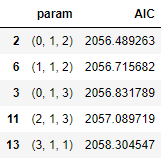 param AIC
2 (0, 1, 2) 2056.489263
6 (1, 1, 2) 2056.715682
3 (0, 1, 3) 2056.831789
11 (2, 1, 3) 2057.089719
13 (3, 1, 1) 2058.304547